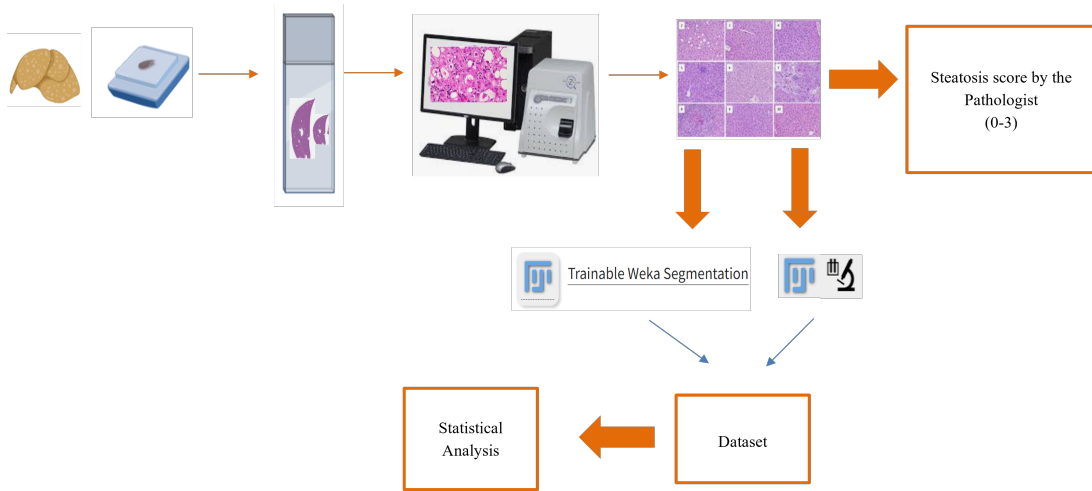 Steatosis score by the
Pathologist
(0-3)
Trainable Weka Segmentation
Statistical
Analysis
Dataset